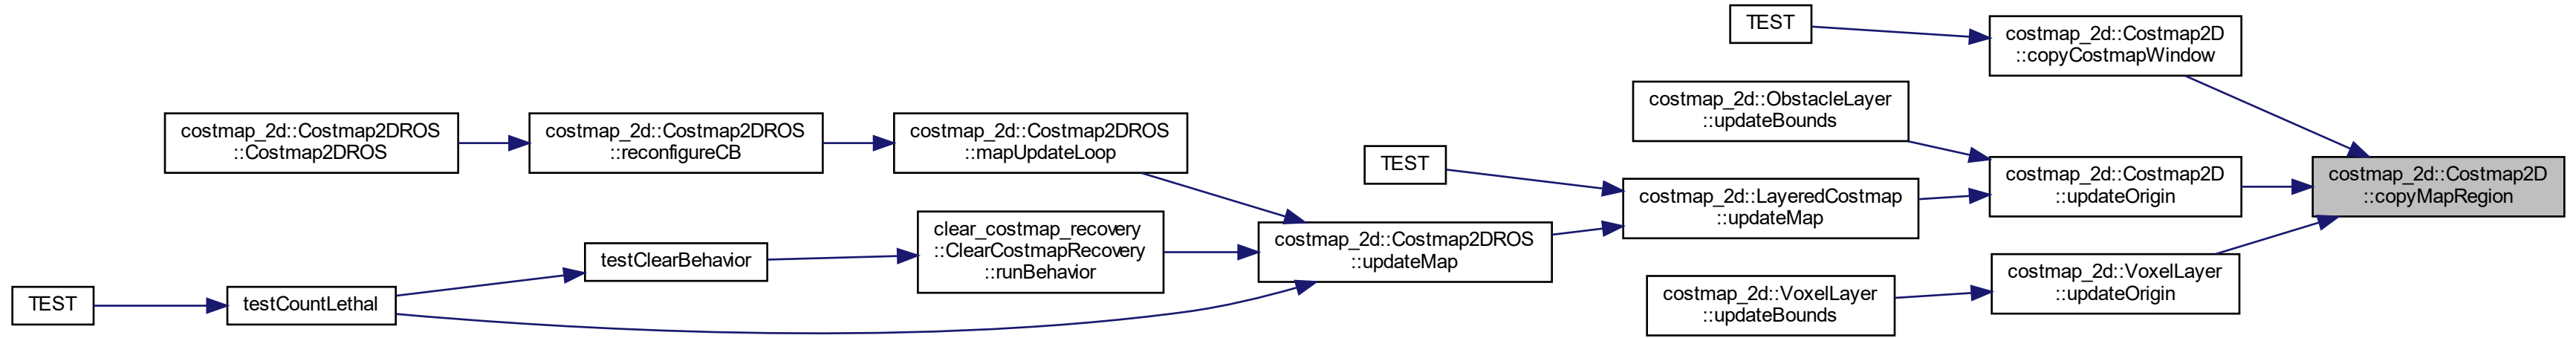 TEST
costmap_2d::Costmap2D
::copyCostmapWindow
costmap_2d::ObstacleLayer
::updateBounds
costmap_2d::Costmap2DROS
::Costmap2DROS
costmap_2d::Costmap2DROS
::reconfigureCB
costmap_2d::Costmap2DROS
::mapUpdateLoop
TEST
costmap_2d::LayeredCostmap
::updateMap
costmap_2d::Costmap2D
::updateOrigin
costmap_2d::Costmap2D
::copyMapRegion
clear_costmap_recovery
::ClearCostmapRecovery
::runBehavior
testClearBehavior
costmap_2d::Costmap2DROS
::updateMap
TEST
testCountLethal
costmap_2d::VoxelLayer
::updateBounds
costmap_2d::VoxelLayer
::updateOrigin